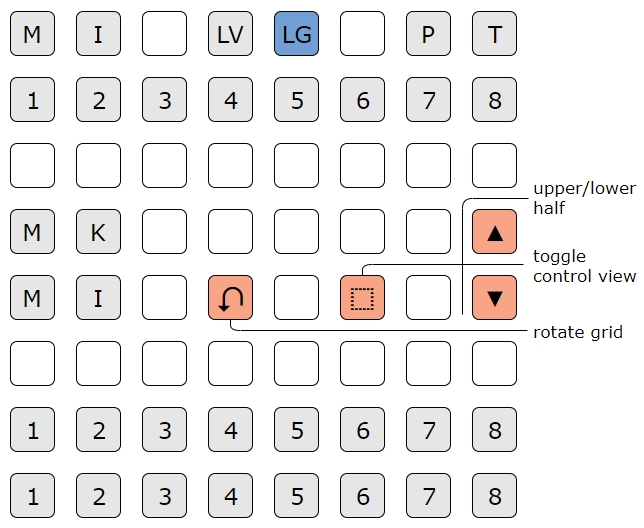 M I LV LG P T
1 2 3 4 5 6 7 8
upper/lower
half
M K ▲
toggle
control view
M I ▼
rotate grid
1 2 3 4 5 6 7 8
1 2 3 4 5 6 7 8